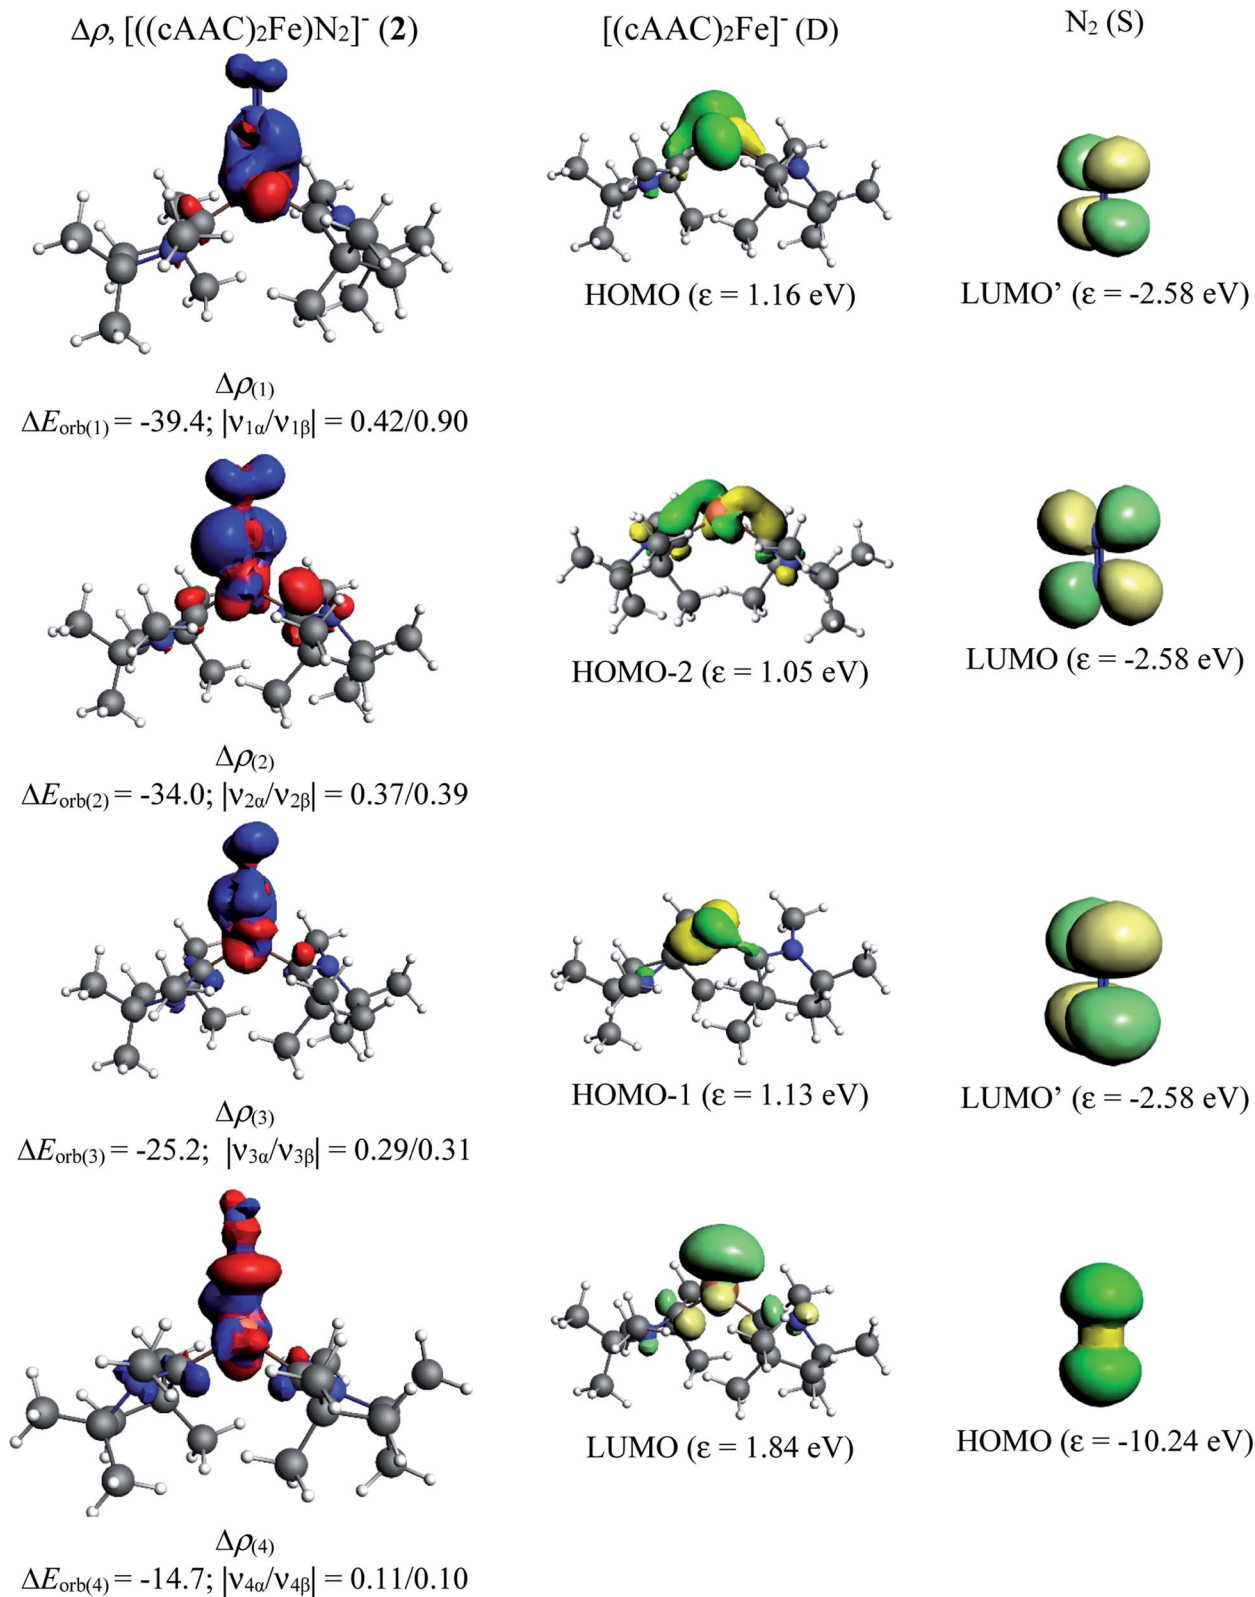 Δρ, [((cAAC)₂Fe)N₂]⁻ (2)
[(cAAC)₂Fe]⁻ (D)
N₂ (S)
HOMO (ε = 1.16 eV)
LUMO’ (ε = -2.58 eV)
Δρ₍₁₎
ΔEorb(1) = -39.4; |ν1α/ν1β| = 0.42/0.90
HOMO-2 (ε = 1.05 eV)
LUMO (ε = -2.58 eV)
Δρ₍₂₎
ΔEorb(2) = -34.0; |ν2α/ν2β| = 0.37/0.39
HOMO-1 (ε = 1.13 eV)
LUMO’ (ε = -2.58 eV)
Δρ₍₃₎
ΔEorb(3) = -25.2; |ν3α/ν3β| = 0.29/0.31
LUMO (ε = 1.84 eV)
HOMO (ε = -10.24 eV)
Δρ₍₄₎
ΔEorb(4) = -14.7; |ν4α/ν4β| = 0.11/0.10